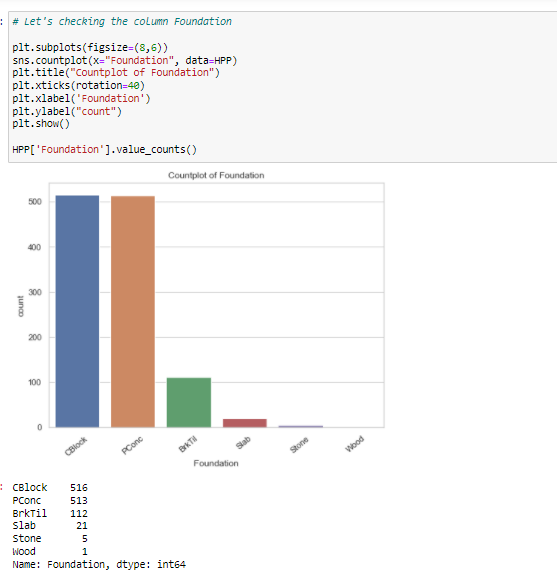 : # Let's checking the column Foundation
plt.subplots(figsize=(8,6))
sns.countplot(x="Foundation", data=HPP)
plt.title("Countplot of Foundation")
plt.xticks(rotation=40)
plt.xlabel('Foundation')
plt.ylabel("count")
plt.show()
HPP['Foundation'].value_counts()
Countplot of Foundation
500
400
300
200
100
0
count
CBlock PConc BrkTil Slab Stone Wood
Foundation
: CBlock 516
PConc 513
BrkTil 112
Slab 21
Stone 5
Wood 1
Name: Foundation, dtype: int64